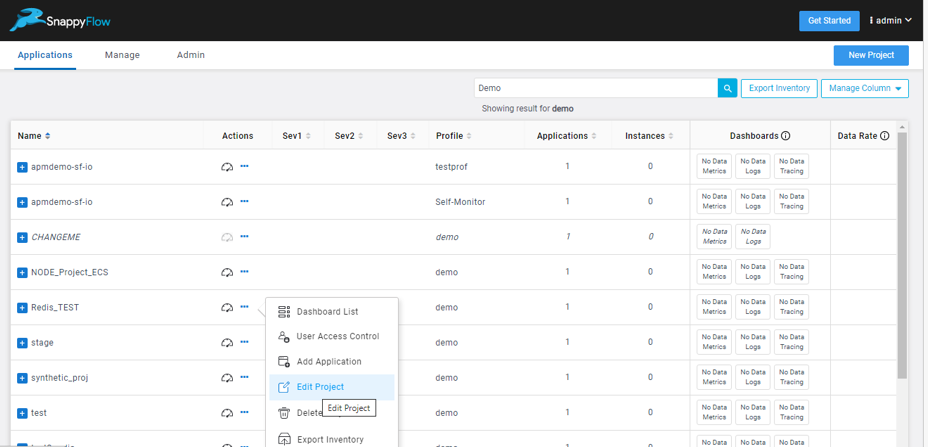 SnappyFlow
Get Started
admin
Applications
Manage
Admin
New Project
Demo
Export Inventory
Manage Column
Showing result for demo
Name Actions Sev1 Sev2 Sev3 Profile Applications Instances Dashboards Data Rate
apmdemo-sf-io testprof 1 0 No Data Metrics No Data Logs No Data Tracing
apmdemo-sf-io Self-Monitor 1 0 No Data Metrics No Data Logs No Data Tracing
CHANGEME demo 1 0 No Data Metrics No Data Logs
NODE_Project_ECS demo 1 0 No Data Metrics No Data Logs No Data Tracing
Redis_TEST demo 1 0 No Data Metrics No Data Logs No Data Tracing
stage demo 1 0 No Data Metrics No Data Logs No Data Tracing
synthetic_proj demo 1 0 No Data Metrics No Data Logs No Data Tracing
test demo 1 0 No Data Metrics No Data Logs No Data Tracing
No Data No Data No Data
Dashboard List
User Access Control
Add Application
Edit Project
Delete
Edit Project
Export Inventory